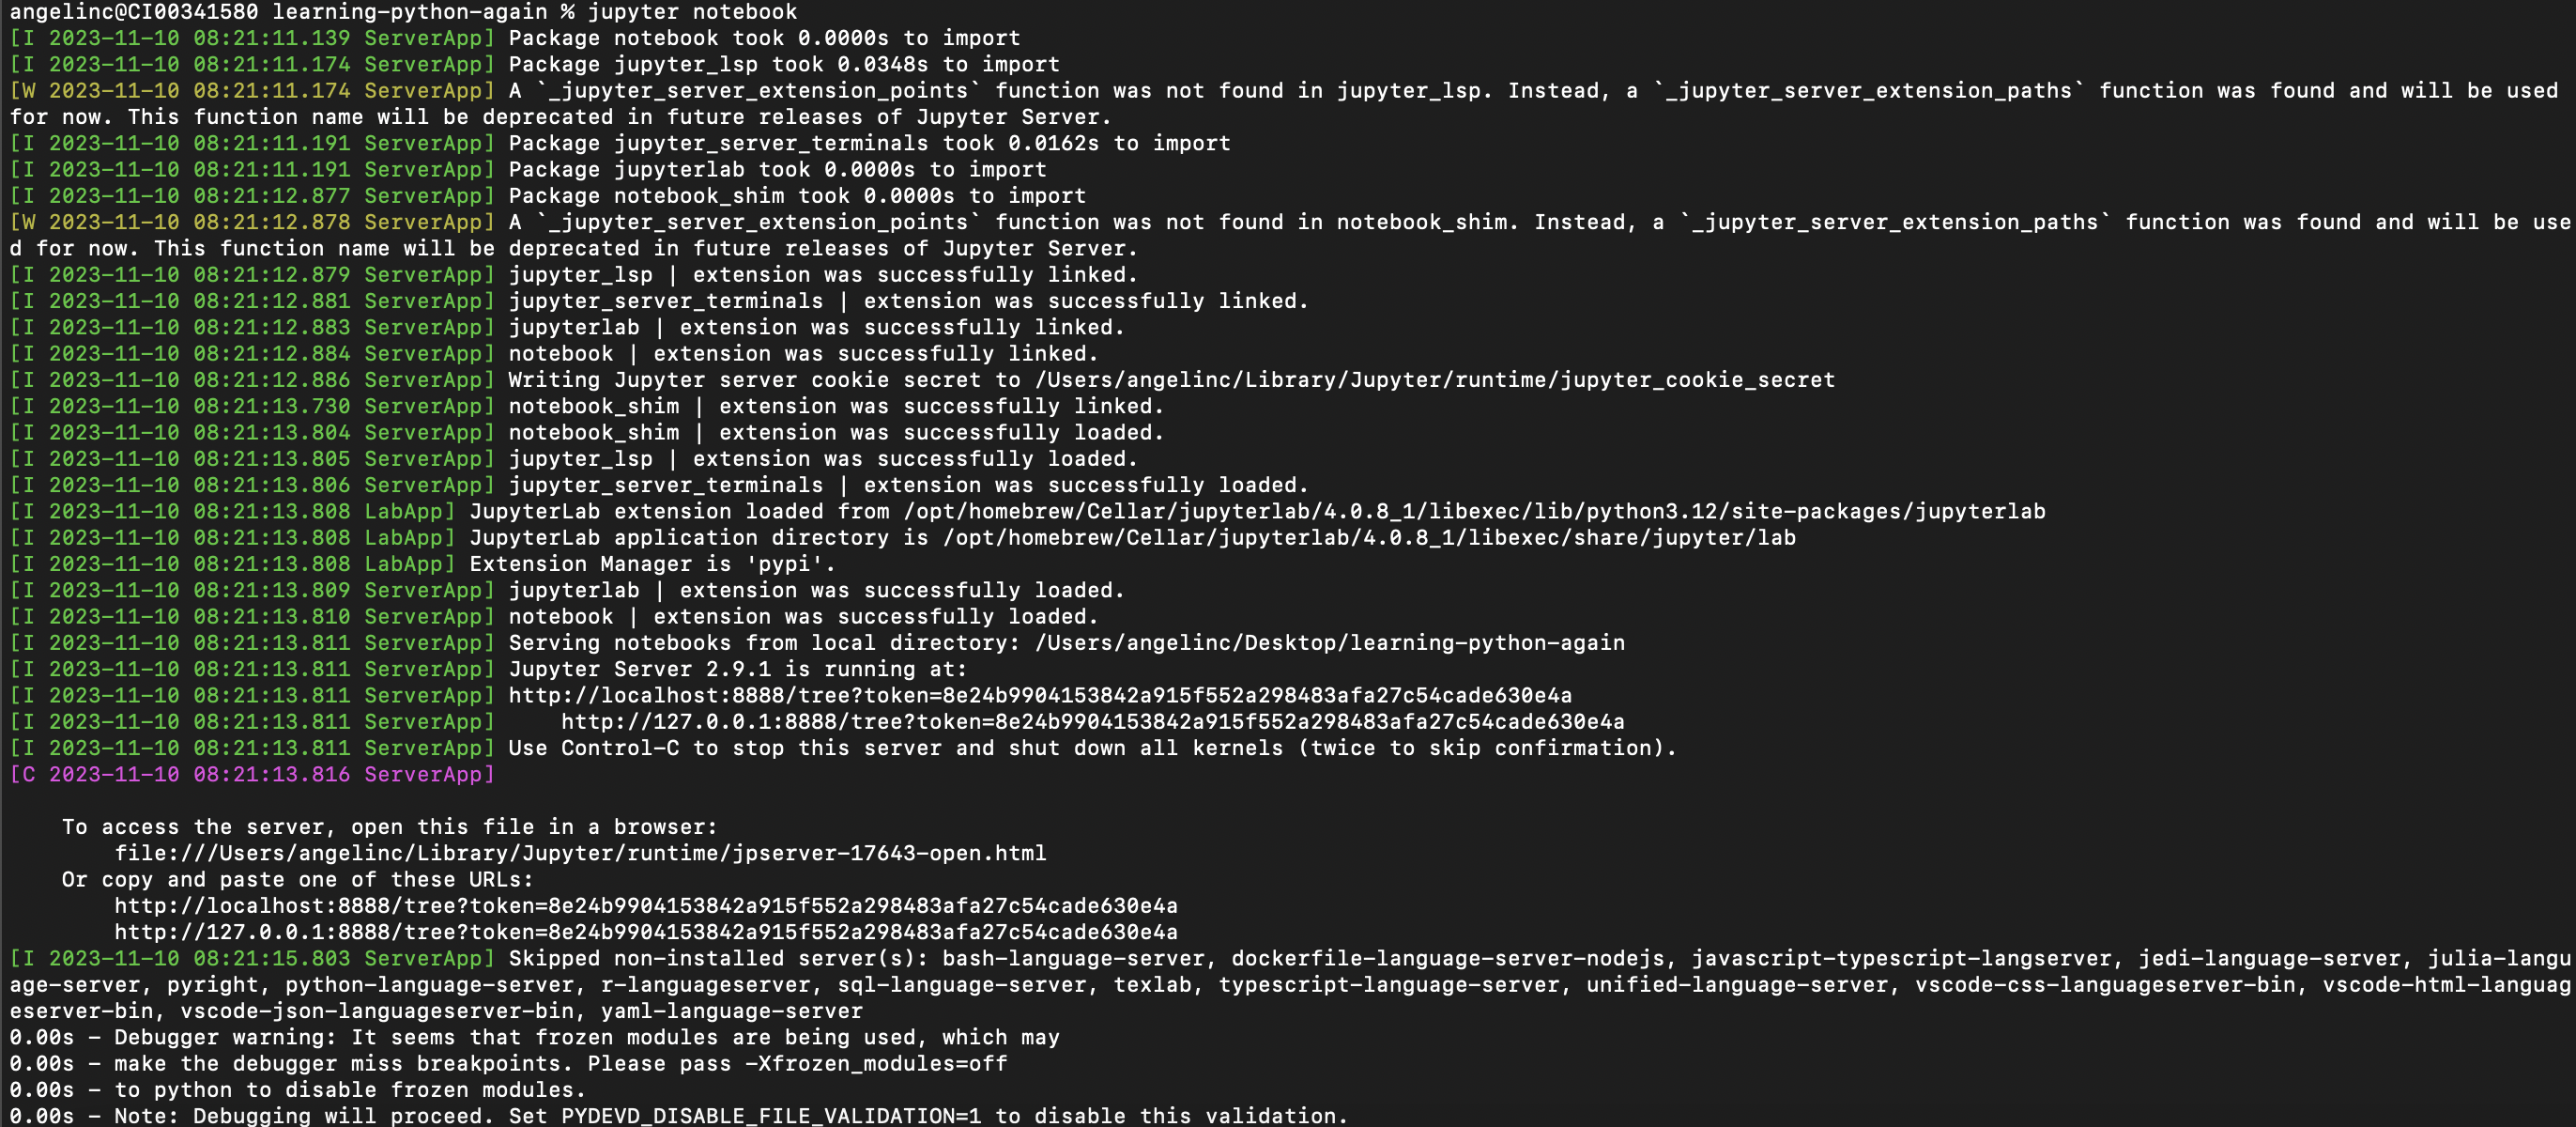 angelinc@CI00341580 learning-python-again % jupyter notebook
[I 2023-11-10 08:21:11.139 ServerApp] Package notebook took 0.0000s to import
[I 2023-11-10 08:21:11.174 ServerApp] Package jupyter_lsp took 0.0348s to import
[W 2023-11-10 08:21:11.174 ServerApp] A `_jupyter_server_extension_points` function was not found in jupyter_lsp. Instead, a `_jupyter_server_extension_paths` function was found and will be used
for now. This function name will be deprecated in future releases of Jupyter Server.
[I 2023-11-10 08:21:11.191 ServerApp] Package jupyter_server_terminals took 0.0162s to import
[I 2023-11-10 08:21:11.191 ServerApp] Package jupyterlab took 0.0000s to import
[I 2023-11-10 08:21:12.877 ServerApp] Package notebook_shim took 0.0000s to import
[W 2023-11-10 08:21:12.878 ServerApp] A `_jupyter_server_extension_points` function was not found in notebook_shim. Instead, a `_jupyter_server_extension_paths` function was found and will be use
d for now. This function name will be deprecated in future releases of Jupyter Server.
[I 2023-11-10 08:21:12.879 ServerApp] jupyter_lsp | extension was successfully linked.
[I 2023-11-10 08:21:12.881 ServerApp] jupyter_server_terminals | extension was successfully linked.
[I 2023-11-10 08:21:12.883 ServerApp] jupyterlab | extension was successfully linked.
[I 2023-11-10 08:21:12.884 ServerApp] notebook | extension was successfully linked.
[I 2023-11-10 08:21:12.886 ServerApp] Writing Jupyter server cookie secret to /Users/angelinc/Library/Jupyter/runtime/jupyter_cookie_secret
[I 2023-11-10 08:21:13.730 ServerApp] notebook_shim | extension was successfully linked.
[I 2023-11-10 08:21:13.804 ServerApp] notebook_shim | extension was successfully loaded.
[I 2023-11-10 08:21:13.805 ServerApp] jupyter_lsp | extension was successfully loaded.
[I 2023-11-10 08:21:13.806 ServerApp] jupyter_server_terminals | extension was successfully loaded.
[I 2023-11-10 08:21:13.808 LabApp] JupyterLab extension loaded from /opt/homebrew/Cellar/jupyterlab/4.0.8_1/libexec/lib/python3.12/site-packages/jupyterlab
[I 2023-11-10 08:21:13.808 LabApp] JupyterLab application directory is /opt/homebrew/Cellar/jupyterlab/4.0.8_1/libexec/share/jupyter/lab
[I 2023-11-10 08:21:13.808 LabApp] Extension Manager is 'pypi'.
[I 2023-11-10 08:21:13.809 ServerApp] jupyterlab | extension was successfully loaded.
[I 2023-11-10 08:21:13.810 ServerApp] notebook | extension was successfully loaded.
[I 2023-11-10 08:21:13.811 ServerApp] Serving notebooks from local directory: /Users/angelinc/Desktop/learning-python-again
[I 2023-11-10 08:21:13.811 ServerApp] Jupyter Server 2.9.1 is running at:
[I 2023-11-10 08:21:13.811 ServerApp] http://localhost:8888/tree?token=8e24b9904153842a915f552a298483afa27c54cade630e4a
[I 2023-11-10 08:21:13.811 ServerApp]     http://127.0.0.1:8888/tree?token=8e24b9904153842a915f552a298483afa27c54cade630e4a
[I 2023-11-10 08:21:13.811 ServerApp] Use Control-C to stop this server and shut down all kernels (twice to skip confirmation).
[C 2023-11-10 08:21:13.816 ServerApp]
    To access the server, open this file in a browser:
        file:///Users/angelinc/Library/Jupyter/runtime/jpserver-17643-open.html
    Or copy and paste one of these URLs:
        http://localhost:8888/tree?token=8e24b9904153842a915f552a298483afa27c54cade630e4a
        http://127.0.0.1:8888/tree?token=8e24b9904153842a915f552a298483afa27c54cade630e4a
[I 2023-11-10 08:21:15.803 ServerApp] Skipped non-installed server(s): bash-language-server, dockerfile-language-server-nodejs, javascript-typescript-langserver, jedi-language-server, julia-langu
age-server, pyright, python-language-server, r-languageserver, sql-language-server, texlab, typescript-language-server, unified-language-server, vscode-css-languageserver-bin, vscode-html-languag
eserver-bin, vscode-json-languageserver-bin, yaml-language-server
0.00s - Debugger warning: It seems that frozen modules are being used, which may
0.00s - make the debugger miss breakpoints. Please pass -Xfrozen_modules=off
0.00s - to python to disable frozen modules.
0.00s - Note: Debugging will proceed. Set PYDEVD_DISABLE_FILE_VALIDATION=1 to disable this validation.